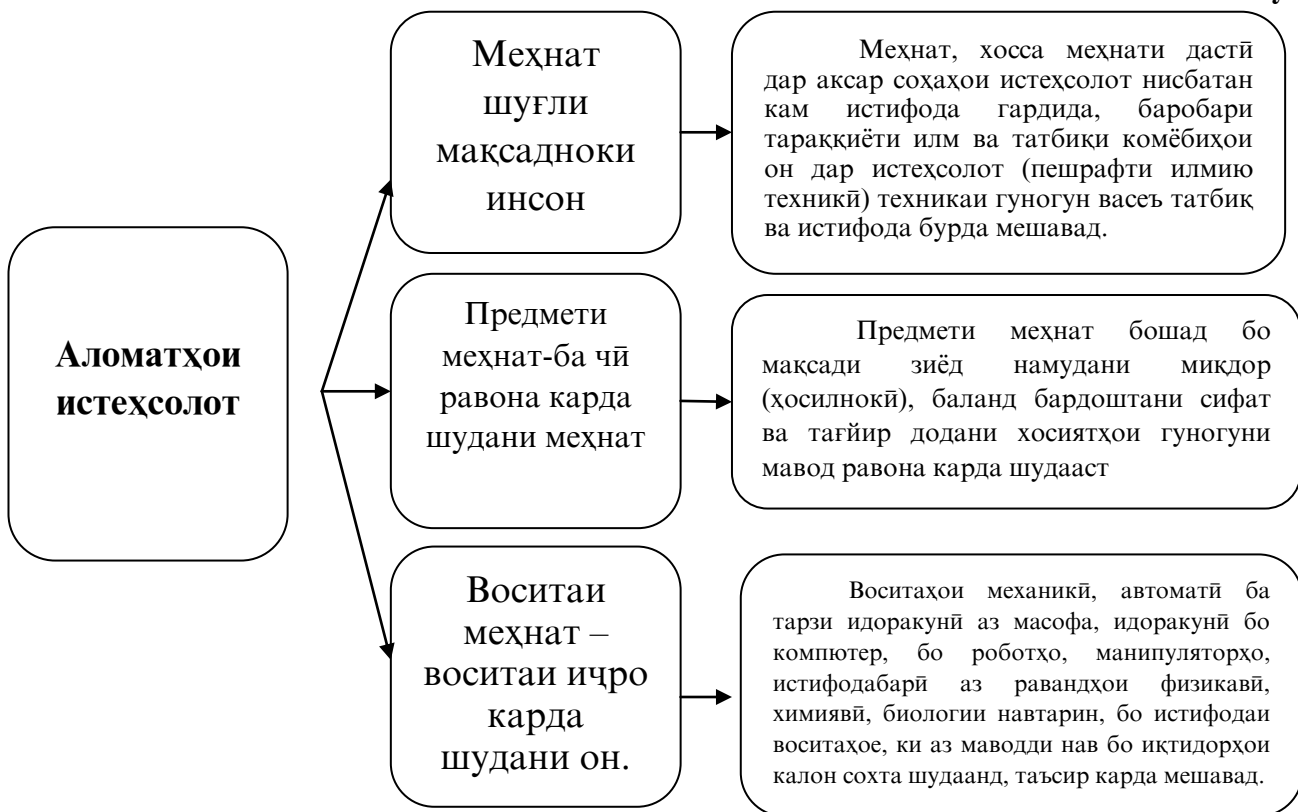 Аломатҳои
истеҳсолот
Меҳнат
шуғли
мақсадноки
инсон
Меҳнат, хосса меҳнати дастӣ
дар аксар соҳаҳои истеҳсолот нисбатан
кам истифода гардида, баробари
тараққиёти илм ва татбиқи комёбиҳои
он дар истеҳсолот (пешрафти илмию
техникӣ) техникаи гуногун васеъ татбиқ
ва истифода бурда мешавад.
Предмети
меҳнат-ба чӣ
равона карда
шудани меҳнат
Предмети меҳнат бошад бо
мақсади зиёд намудани миқдор
(ҳосилнокӣ), баланд бардоштани сифат
ва тағйир додани хосиятҳои гуногуни
мавод равона карда шудааст
Воситаи
меҳнат –
воситаи иҷро
карда
шудани он.
Воситаҳои механикӣ, автоматӣ ба
тарзи идоракунӣ аз масофа, идоракунӣ бо
компютер, бо роботҳо, манипуляторҳо,
истифодабарӣ аз равандҳои физикавӣ,
химиявӣ, биологии навтарин, бо истифодаи
воситаҳое, ки аз маводди нав бо иқтидорҳои
калон сохта шудаанд, таъсир карда мешавад.